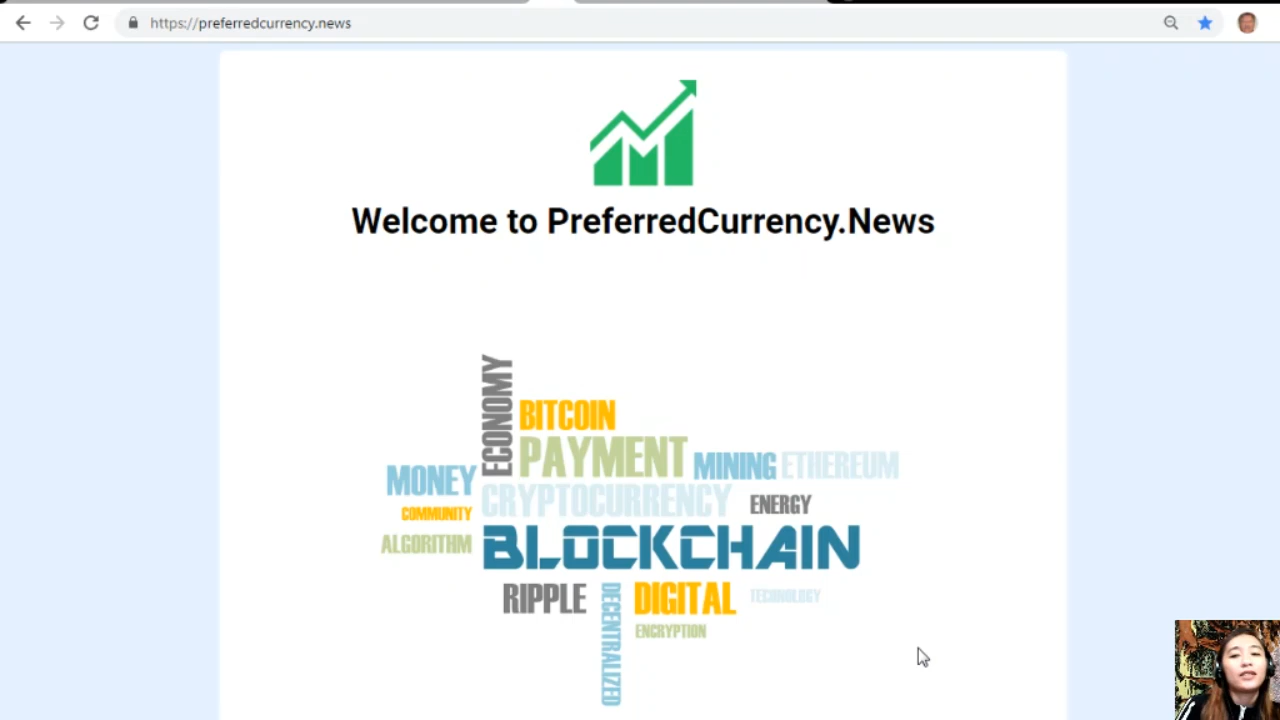 https://preferredcurrency.news
Welcome to PreferredCurrency.News
ECONOMY
BITCOIN
PAYMENT
MONEY
MINING
ETHEREUM
CRYPTOCURRENCY
ENERGY
COMMUNITY
ALGORITHM
BLOCKCHAIN
RIPPLE
DECENTRALIZED
DIGITAL
TECHNOLOGY
ENCRYPTION